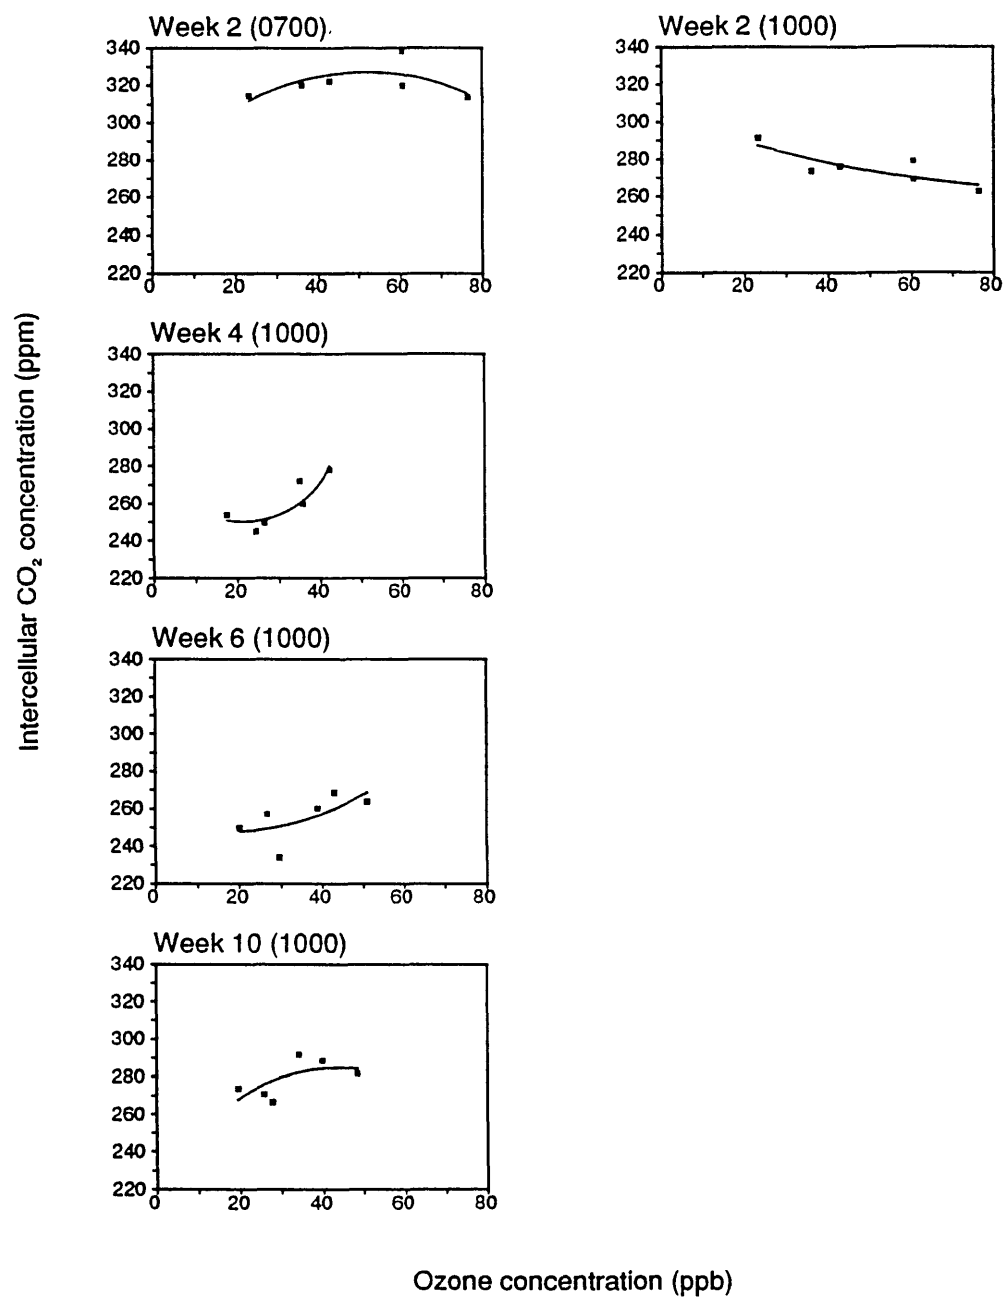 Week 2 (0700)
340
320
300
280
260
240
220
0 20 40 60 80
Week 2 (1000)
340
320
300
280
260
240
220
0 20 40 60 80
Week 4 (1000)
340
320
300
280
260
240
220
0 20 40 60 80
Week 6 (1000)
340
320
300
280
260
240
220
0 20 40 60 80
Week 10 (1000)
340
320
300
280
260
240
220
0 20 40 60 80
Intercellular CO₂ concentration (ppm)
Ozone concentration (ppb)